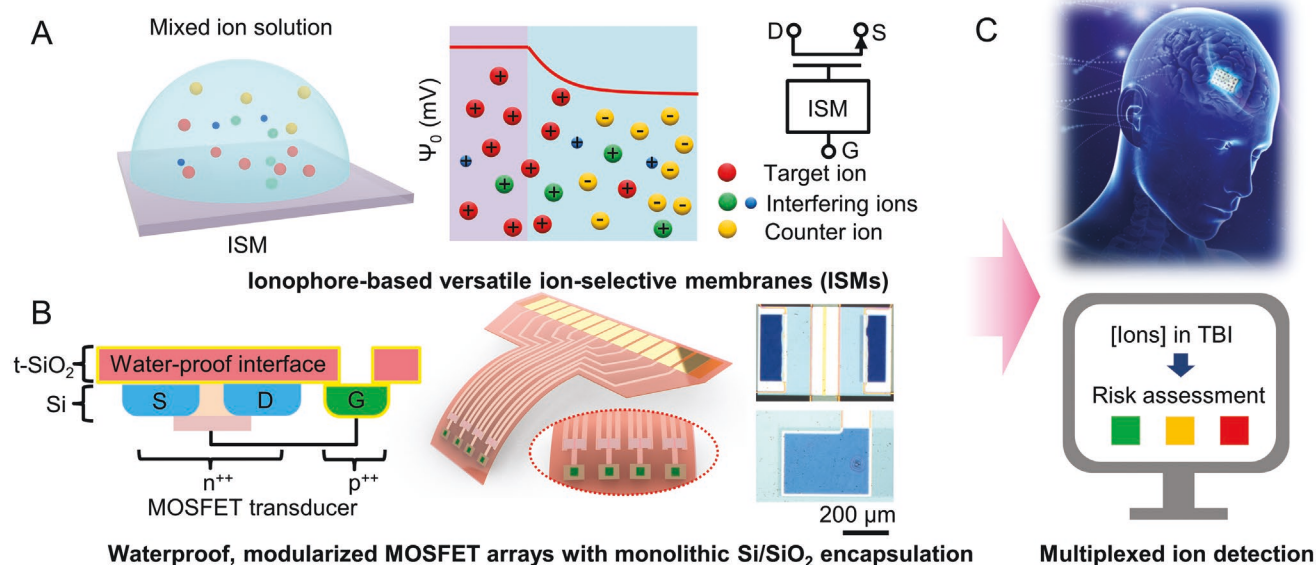 A
Mixed ion solution
ISM
Ψ0 (mV)
D
S
ISM
G
Target ion
Interfering ions
Counter ion
Ionophore-based versatile ion-selective membranes (ISMs)
B
t-SiO2
Water-proof interface
Si
S
D
G
n++
p++
MOSFET transducer
200 μm
Waterproof, modularized MOSFET arrays with monolithic Si/SiO2 encapsulation
C
[Ions] in TBI
Risk assessment
Multiplexed ion detection